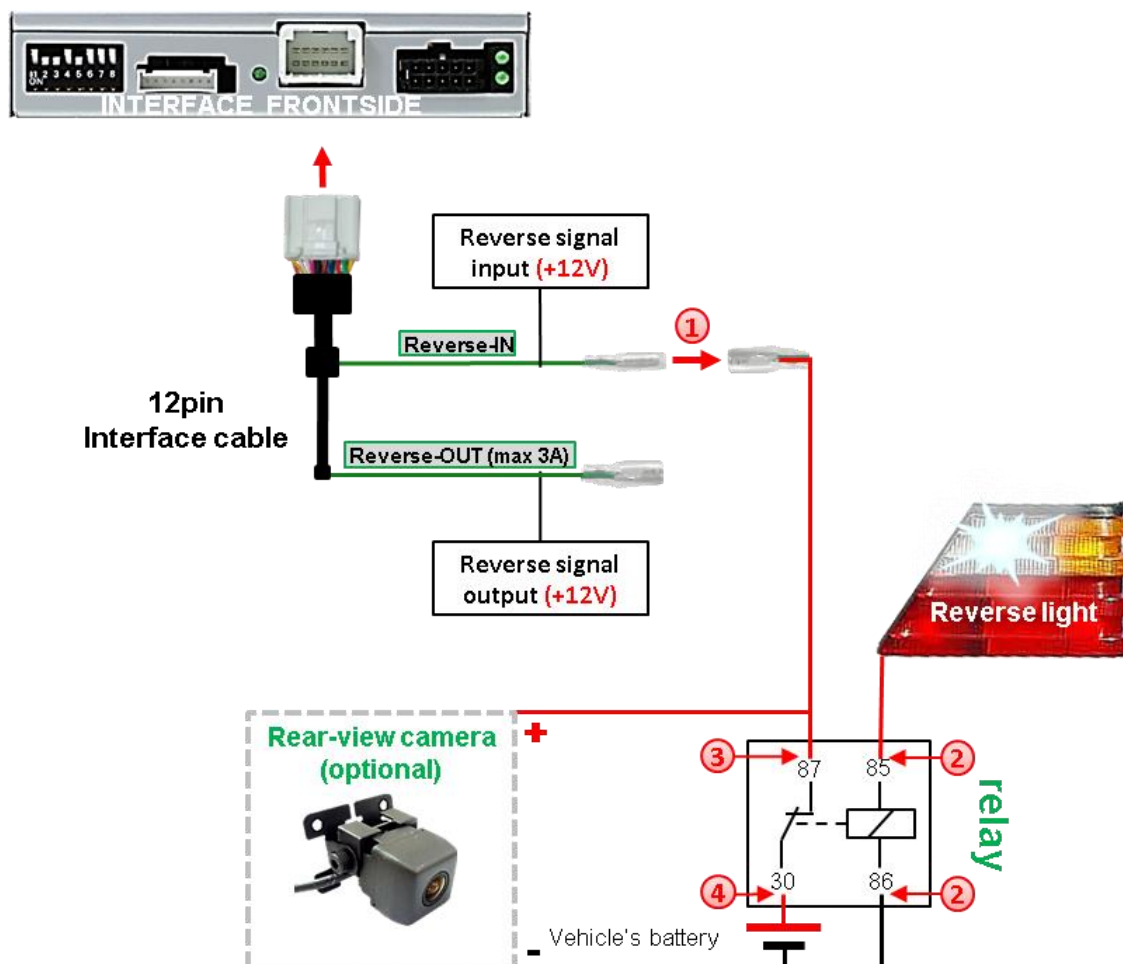 ON
1 2 3 4 5 6 7 8
INTERFACE FRONTSIDE
Reverse signal
input (+12V)
1
Reverse-IN
12pin
Interface cable
Reverse-OUT (max 3A)
Reverse signal
output (+12V)
Reverse light
Rear-view camera
(optional)
+
3
87
85
2
relay
4
30
86
2
- Vehicle's battery